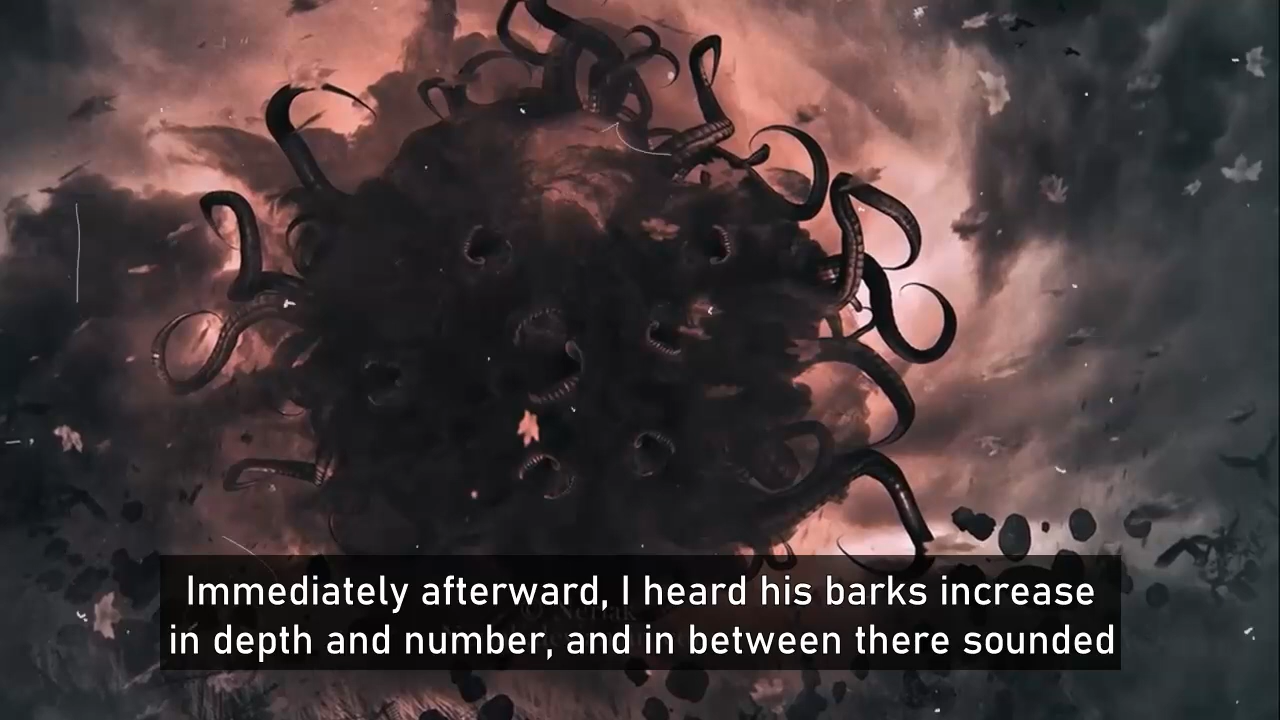 Immediately afterward, I heard his barks increase
in depth and number, and in between there sounded